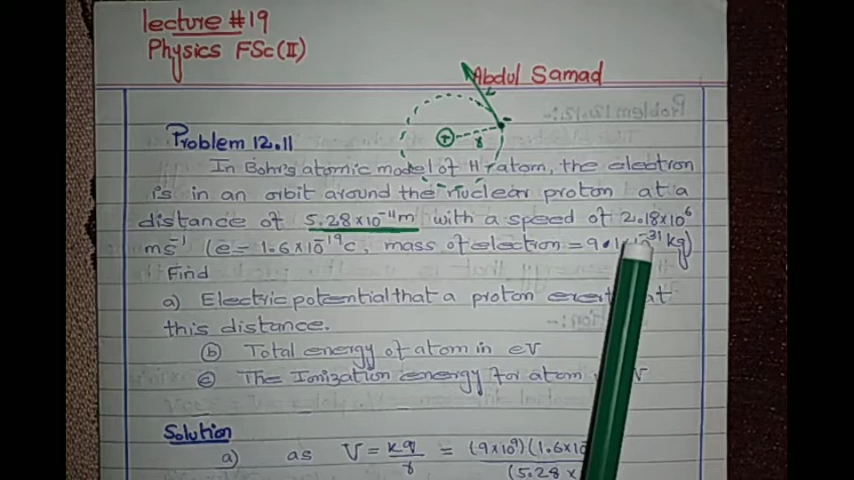 lecture #19
Physics FSc(II)
Abdul Samad
Problem 12.11
In Bohr's atomic model of H-atom, the electron
is in an orbit around the nuclear proton at a
distance of 5.28×10⁻¹¹m with a speed of 2.18×10⁶
ms⁻¹ (e = 1.6×10⁻¹⁹c, mass of electron = 9.1×10⁻³¹kg)
Find
a) Electric potential that a proton at
this distance.
ⓑ Total energy of atom in eV
ⓒ The Ionization energy for atom
Solution
a) as V = kq/r = (9×10⁹)(1.6×10 / (5.28×